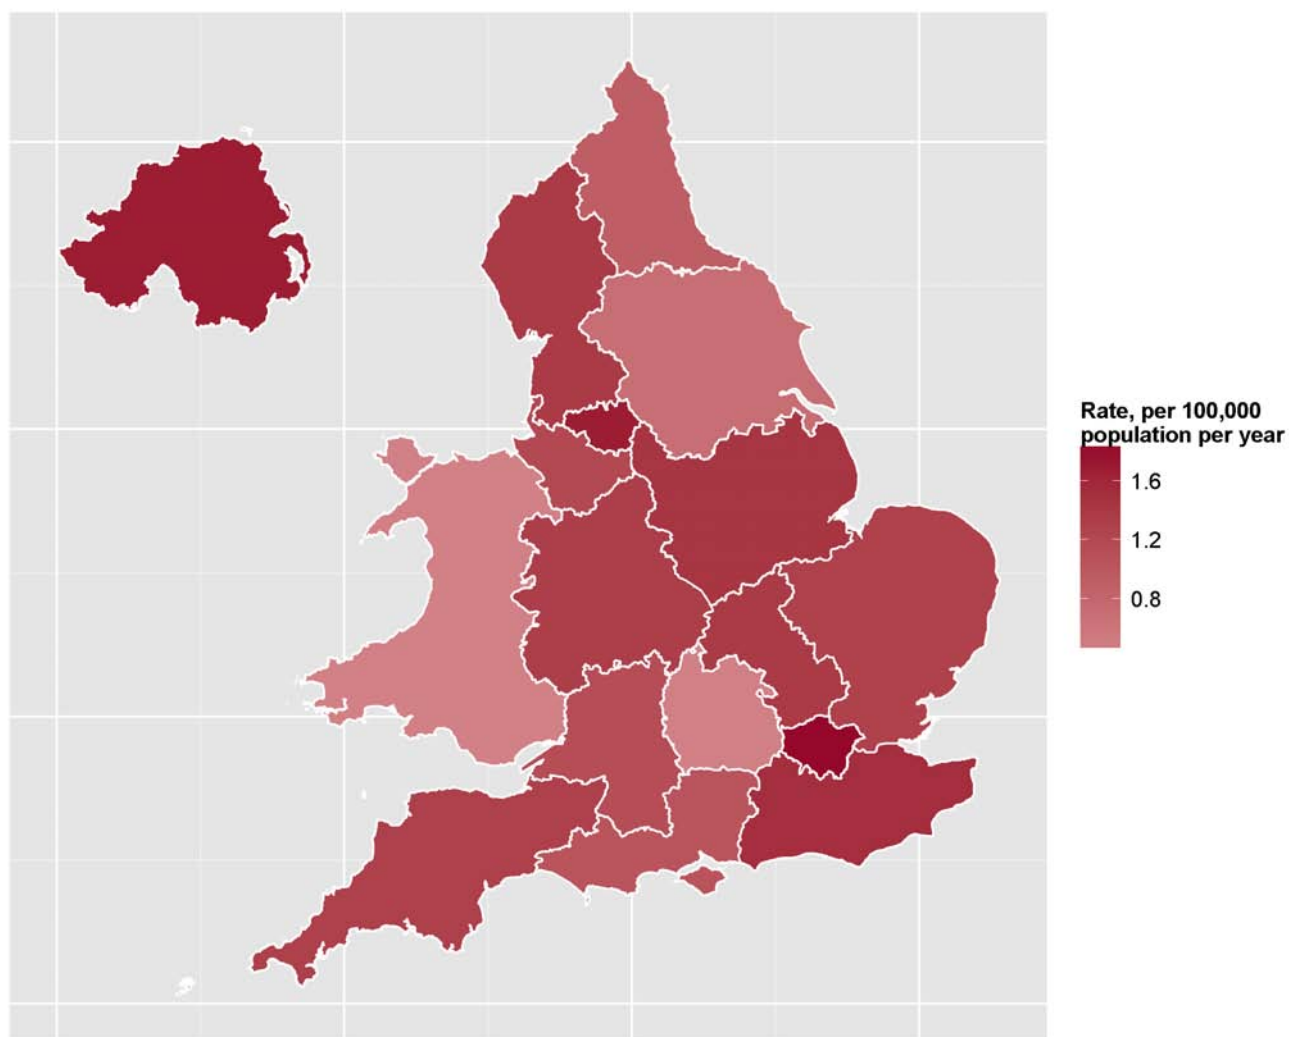 Rate, per 100,000
population per year
1.6
1.2
0.8